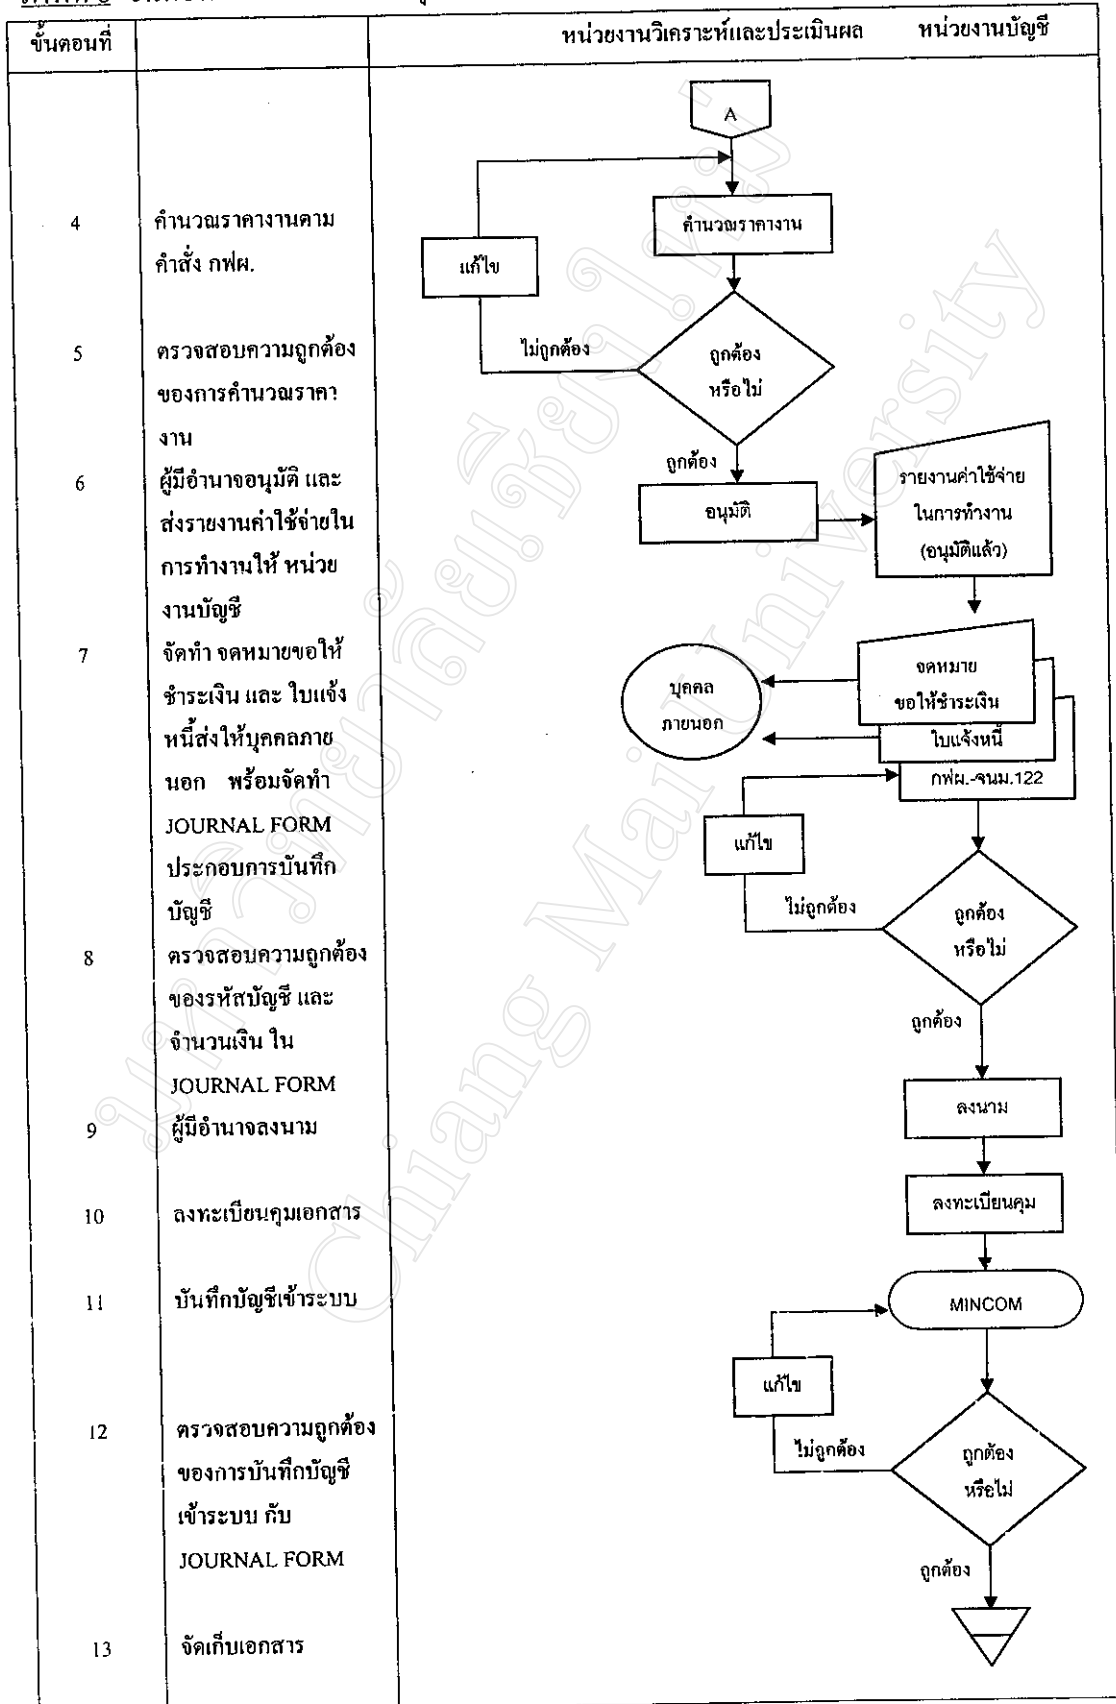 ขั้นตอนที่
หน่วยงานวิเคราะห์และประเมินผล
หน่วยงานบัญชี
A
4
คำนวณราคางานตาม
คำสั่ง กฟผ.
คำนวณราคางาน
แก้ไข
5
ตรวจสอบความถูกต้อง
ของการคำนวณราคา
งาน
ไม่ถูกต้อง
ถูกต้อง
หรือไม่
ถูกต้อง
6
ผู้มีอำนาจอนุมัติ และ
ส่งรายงานค่าใช้จ่ายใน
การทำงานให้ หน่วย
งานบัญชี
อนุมัติ
รายงานค่าใช้จ่าย
ในการทำงาน
(อนุมัติแล้ว)
7
จัดทำ จดหมายขอให้
ชำระเงิน และ ใบแจ้ง
หนี้ส่งให้บุคคลภาย
นอก พร้อมจัดทำ
JOURNAL FORM
ประกอบการบันทึก
บัญชี
บุคคล
ภายนอก
จดหมาย
ขอให้ชำระเงิน
ใบแจ้งหนี้
กฟผ.-จนม.122
แก้ไข
ไม่ถูกต้อง
ถูกต้อง
หรือไม่
ถูกต้อง
8
ตรวจสอบความถูกต้อง
ของรหัสบัญชี และ
จำนวนเงิน ใน
JOURNAL FORM
9
ผู้มีอำนาจลงนาม
ลงนาม
10
ลงทะเบียนคุมเอกสาร
ลงทะเบียนคุม
11
บันทึกบัญชีเข้าระบบ
MINCOM
แก้ไข
12
ตรวจสอบความถูกต้อง
ของการบันทึกบัญชี
เข้าระบบ กับ
JOURNAL FORM
ไม่ถูกต้อง
ถูกต้อง
หรือไม่
ถูกต้อง
13
จัดเก็บเอกสาร
มหาวิทยาลัยเชียงใหม่
Chiang Mai University